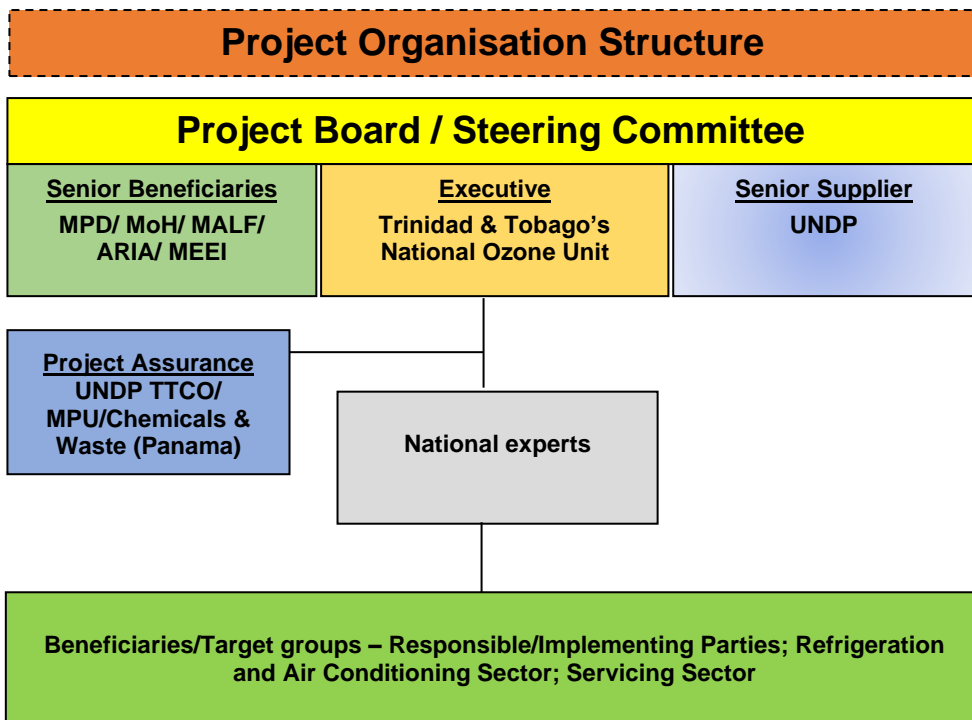 Project Organisation Structure
Project Board / Steering Committee
Senior Beneficiaries
MPD/ MoH/ MALF/
ARIA/ MEEI
Executive
Trinidad & Tobago’s
National Ozone Unit
Senior Supplier
UNDP
Project Assurance
UNDP TTCO/
MPU/Chemicals &
Waste (Panama)
National experts
Beneficiaries/Target groups – Responsible/Implementing Parties; Refrigeration
and Air Conditioning Sector; Servicing Sector